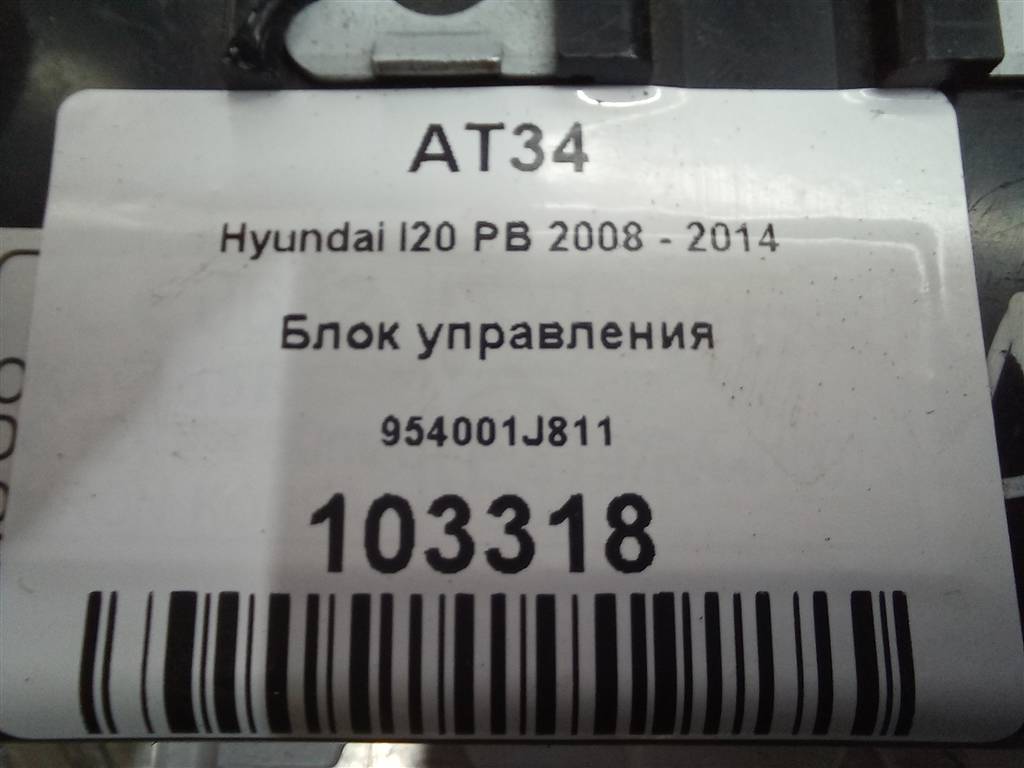 AT34
Hyundai I20 PB 2008 - 2014
Блок управления
954001J811
103318